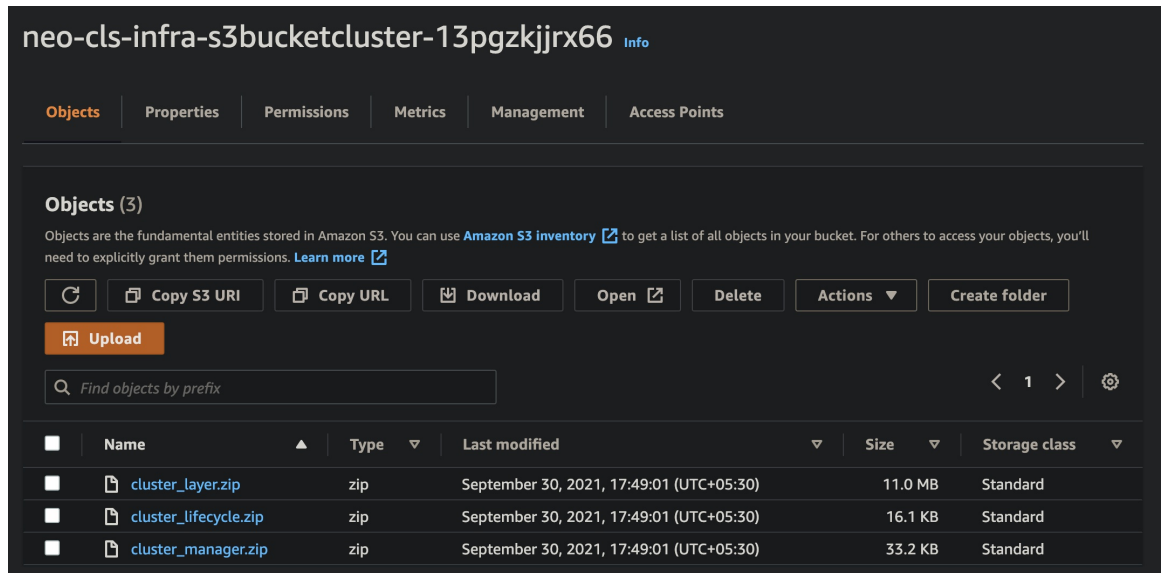 neo-cls-infra-s3bucketcluster-13pgzkjjrx66 Info
Objects Properties Permissions Metrics Management Access Points
Objects (3)
Objects are the fundamental entities stored in Amazon S3. You can use Amazon S3 inventory to get a list of all objects in your bucket. For others to access your objects, you'll
need to explicitly grant them permissions. Learn more
Copy S3 URI Copy URL Download Open Delete Actions Create folder
Upload
Find objects by prefix 1
Name Type Last modified Size Storage class
cluster_layer.zip zip September 30, 2021, 17:49:01 (UTC+05:30) 11.0 MB Standard
cluster_lifecycle.zip zip September 30, 2021, 17:49:01 (UTC+05:30) 16.1 KB Standard
cluster_manager.zip zip September 30, 2021, 17:49:01 (UTC+05:30) 33.2 KB Standard